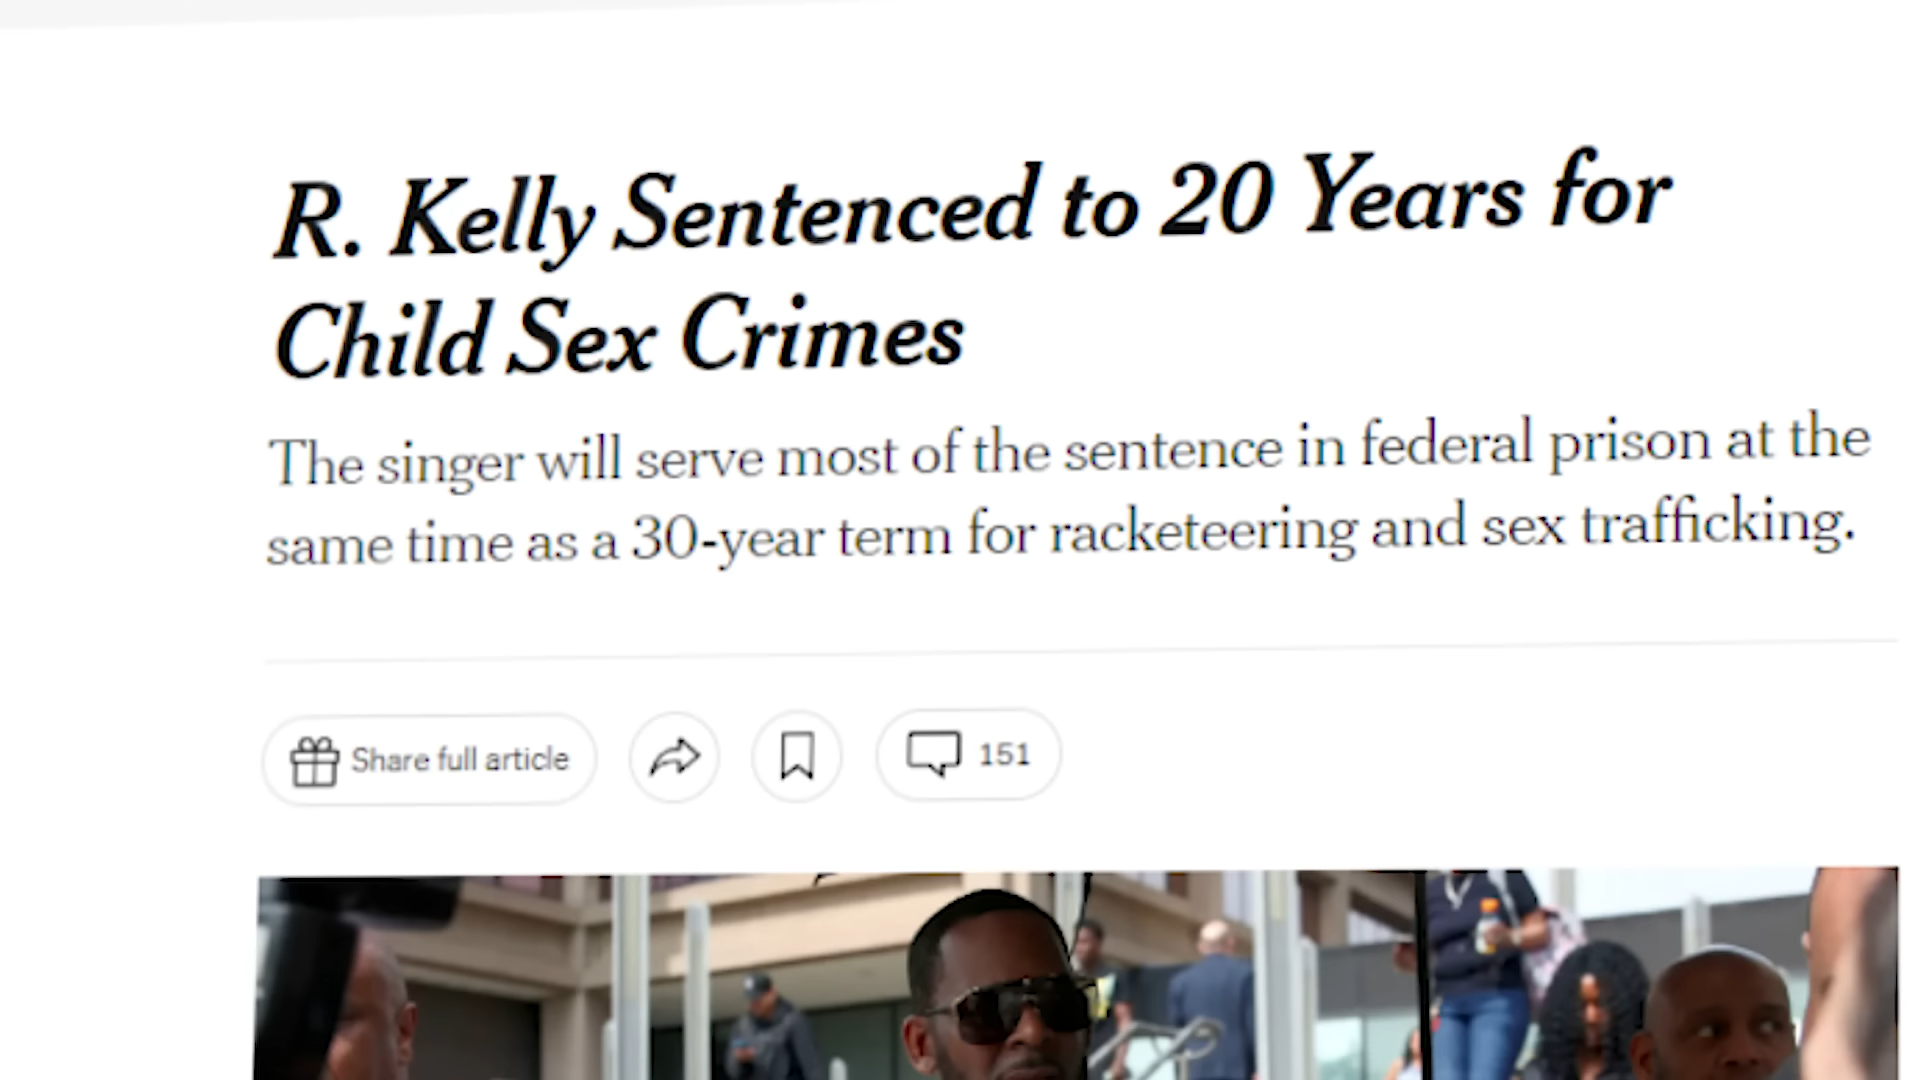 R. Kelly Sentenced to 20 Years for
Child Sex Crimes
The singer will serve most of the sentence in federal prison at the
same time as a 30-year term for racketeering and sex trafficking.
Share full article
151